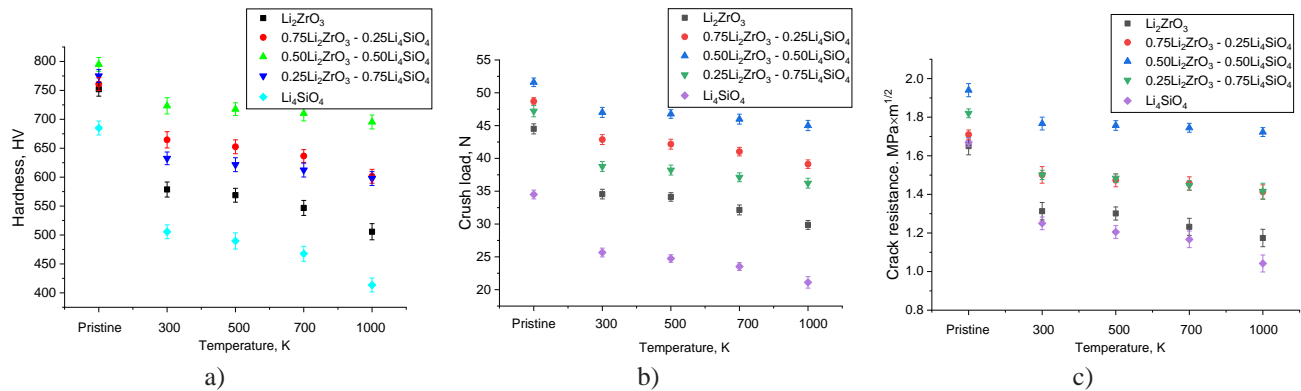 Li₂ZrO₃
0.75Li₂ZrO₃ - 0.25Li₄SiO₄
0.50Li₂ZrO₃ - 0.50Li₄SiO₄
0.25Li₂ZrO₃ - 0.75Li₄SiO₄
Li₄SiO₄
800
750
700
650
600
550
500
450
400
Hardness, HV
Pristine 300 500 700 1000
Temperature, K
a)
Li₂ZrO₃
0.75Li₂ZrO₃ - 0.25Li₄SiO₄
0.50Li₂ZrO₃ - 0.50Li₄SiO₄
0.25Li₂ZrO₃ - 0.75Li₄SiO₄
Li₄SiO₄
55
50
45
40
35
30
25
20
Crush load, N
Pristine 300 500 700 1000
Temperature, K
b)
Li₂ZrO₃
0.75Li₂ZrO₃ - 0.25Li₄SiO₄
0.50Li₂ZrO₃ - 0.50Li₄SiO₄
0.25Li₂ZrO₃ - 0.75Li₄SiO₄
Li₄SiO₄
2.0
1.8
1.6
1.4
1.2
1.0
0.8
Crack resistance. MPa×m¹/²
Pristine 300 500 700 1000
Temperature, K
c)